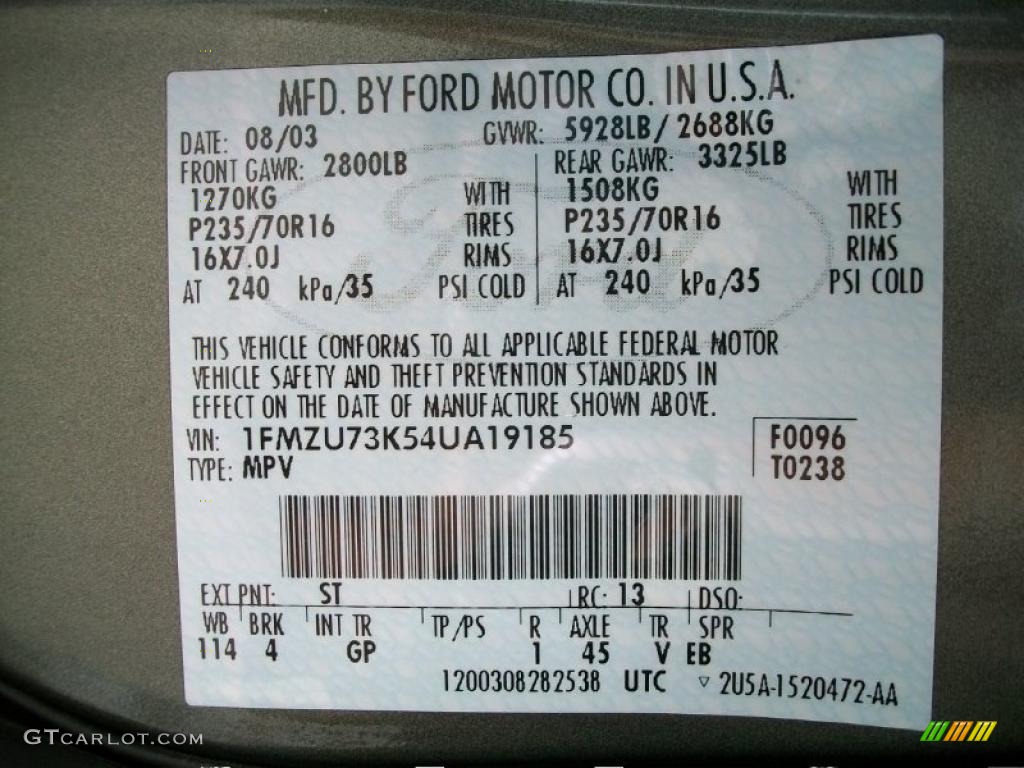 MFD. BY FORD MOTOR CO. IN U.S.A.
DATE: 08/03 GVWR: 5928LB / 2688KG
FRONT GAWR: 2800LB REAR GAWR: 3325LB
1270KG WITH 1508KG WITH
P235/70R16 TIRES P235/70R16 TIRES
16X7.0J RIMS 16X7.0J RIMS
AT 240 kPa/35 PSI COLD AT 240 kPa/35 PSI COLD
THIS VEHICLE CONFORMS TO ALL APPLICABLE FEDERAL MOTOR
VEHICLE SAFETY AND THEFT PREVENTION STANDARDS IN
EFFECT ON THE DATE OF MANUFACTURE SHOWN ABOVE.
VIN: 1FMZU73K54UA19185 F0096
TYPE: MPV T0238
EXT PNT: ST RC: 13 DSO:
WB BRK INT TR TP/PS R AXLE TR SPR
114 4 GP 1 45 V EB
1200308282538 UTC ▽ 2U5A-1520472-AA
GTCARLOT.COM